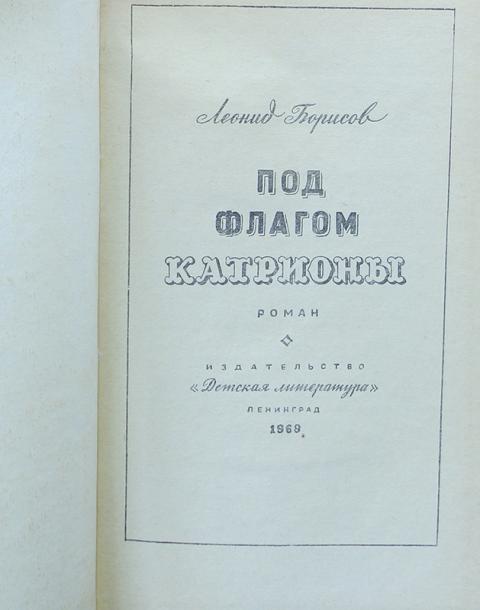 Леонид Борисов
ПОД
ФЛАГОМ
КАТРИОНЫ
РОМАН
ИЗДАТЕЛЬСТВО
«Детская литература»
ЛЕНИНГРАД
1969